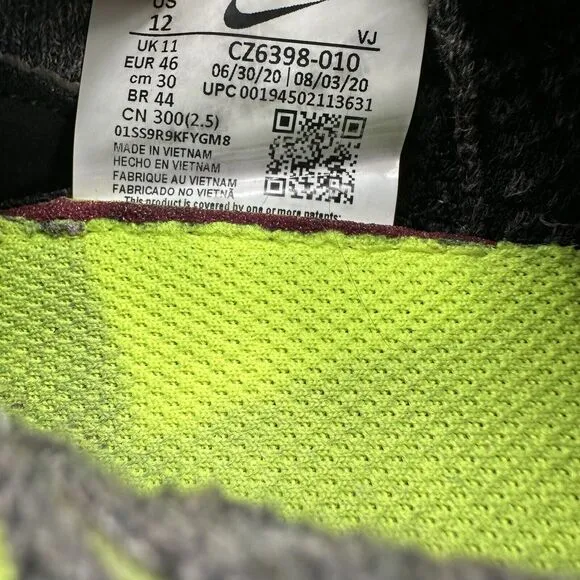 US
12
UK 11
EUR 46
cm 30
BR 44
CN 300(2.5)
01SS9R9KFYGM8
MADE IN VIETNAM
HECHO EN VIETNAM
FABRIQUE AU VIETNAM
FABRICADO NO VIETNÃ
This product is covered by one or more patents:
VJ
CZ6398-010
06/30/20 08/03/20
UPC 00194502113631